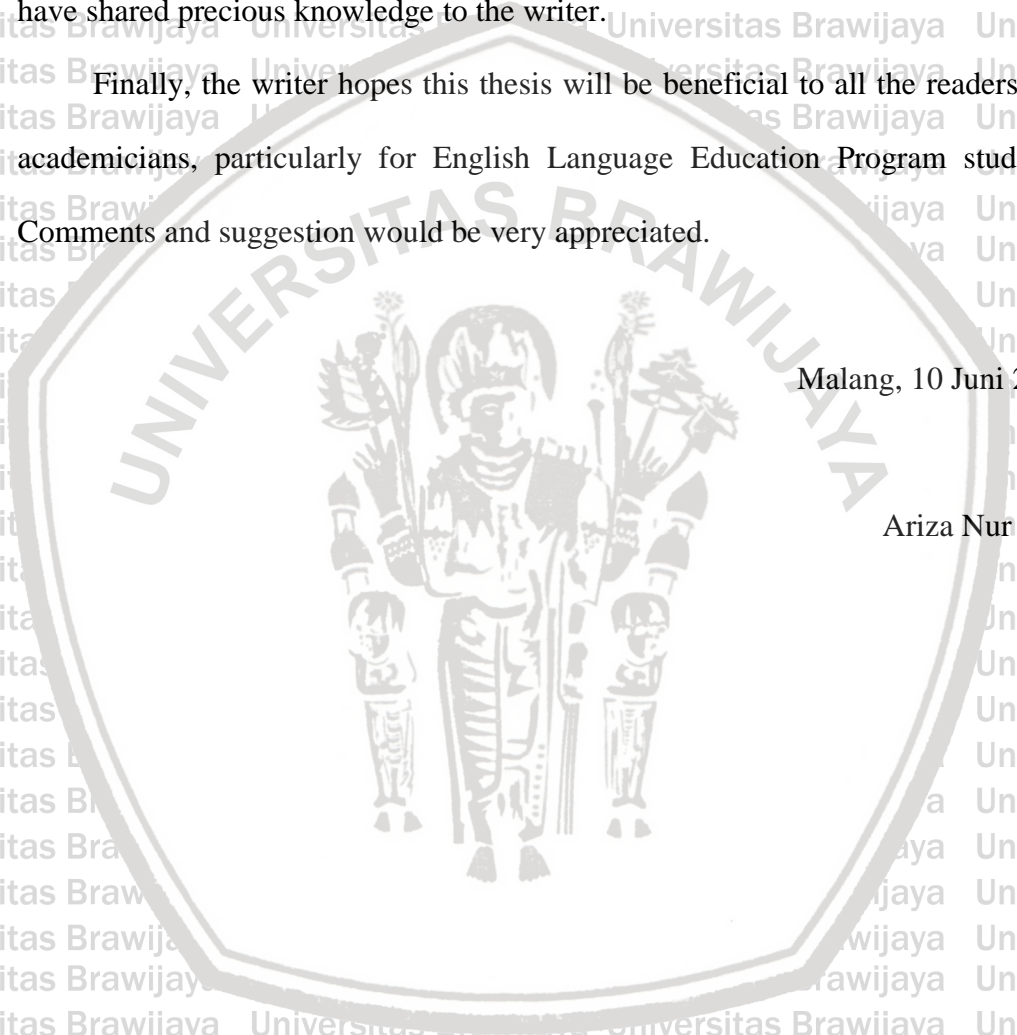 have shared precious knowledge to the writer.
Finally, the writer hopes this thesis will be beneficial to all the readers
academicians, particularly for English Language Education Program stud
Comments and suggestion would be very appreciated.
UNIVERSITAS BRAWIJAYA
Malang, 10 Juni 2
Ariza Nur